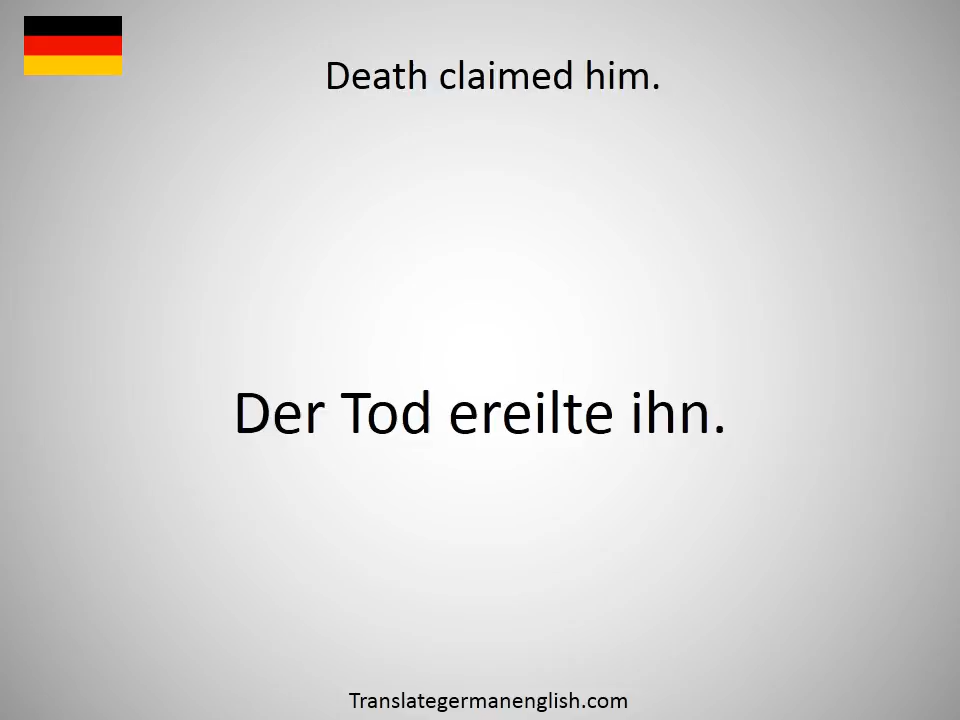 Death claimed him.
Der Tod ereilte ihn.
Translategermanenglish.com